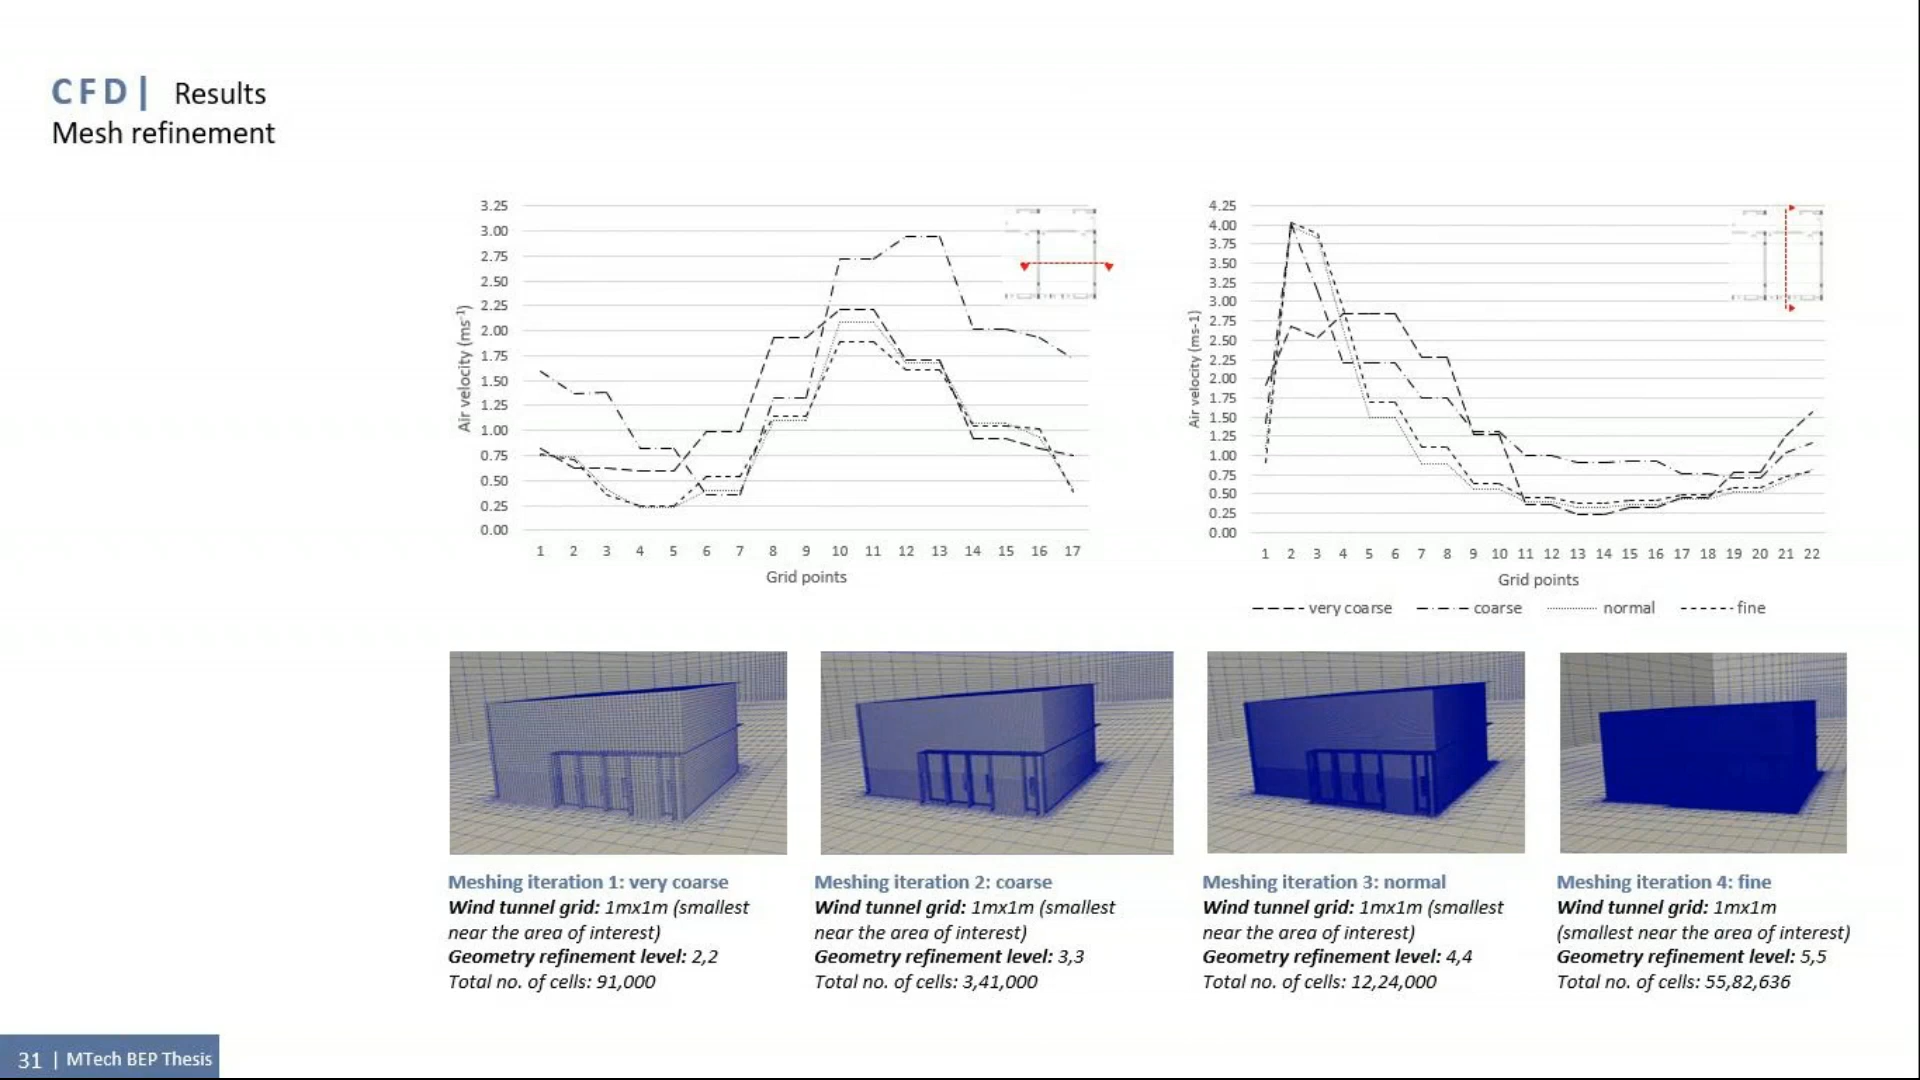 CFD| Results
Mesh refinement
3.25
3.00
2.75
2.50
2.25
2.00
1.75
1.50
1.25
1.00
0.75
0.50
0.25
0.00
Air velocity (ms⁻¹)
1 2 3 4 5 6 7 8 9 10 11 12 13 14 15 16 17
Grid points
4.25
4.00
3.75
3.50
3.25
3.00
2.75
2.50
2.25
2.00
1.75
1.50
1.25
1.00
0.75
0.50
0.25
0.00
Air velocity (ms-1)
1 2 3 4 5 6 7 8 9 10 11 12 13 14 15 16 17 18 19 20 21 22
Grid points
very coarse coarse normal fine
Meshing iteration 1: very coarse
Wind tunnel grid: 1mx1m (smallest
near the area of interest)
Geometry refinement level: 2,2
Total no. of cells: 91,000
Meshing iteration 2: coarse
Wind tunnel grid: 1mx1m (smallest
near the area of interest)
Geometry refinement level: 3,3
Total no. of cells: 3,41,000
Meshing iteration 3: normal
Wind tunnel grid: 1mx1m (smallest
near the area of interest)
Geometry refinement level: 4,4
Total no. of cells: 12,24,000
Meshing iteration 4: fine
Wind tunnel grid: 1mx1m
(smallest near the area of interest)
Geometry refinement level: 5,5
Total no. of cells: 55,82,636
31 | MTech BEP Thesis